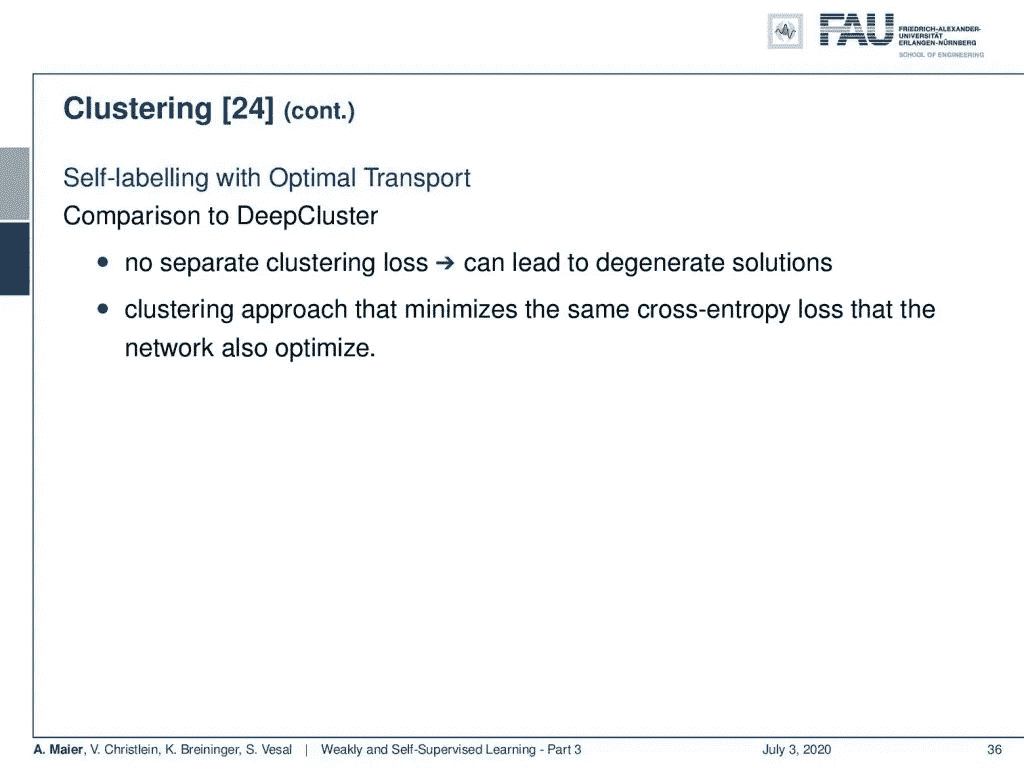 FAU
FRIEDRICH-ALEXANDER-
UNIVERSITÄT
ERLANGEN-NÜRNBERG
SCHOOL OF ENGINEERING
Clustering [24] (cont.)
Self-labelling with Optimal Transport
Comparison to DeepCluster
• no separate clustering loss ➔ can lead to degenerate solutions
• clustering approach that minimizes the same cross-entropy loss that the
network also optimize.
A. Maier, V. Christlein, K. Breininger, S. Vesal | Weakly and Self-Supervised Learning - Part 3 July 3, 2020 36